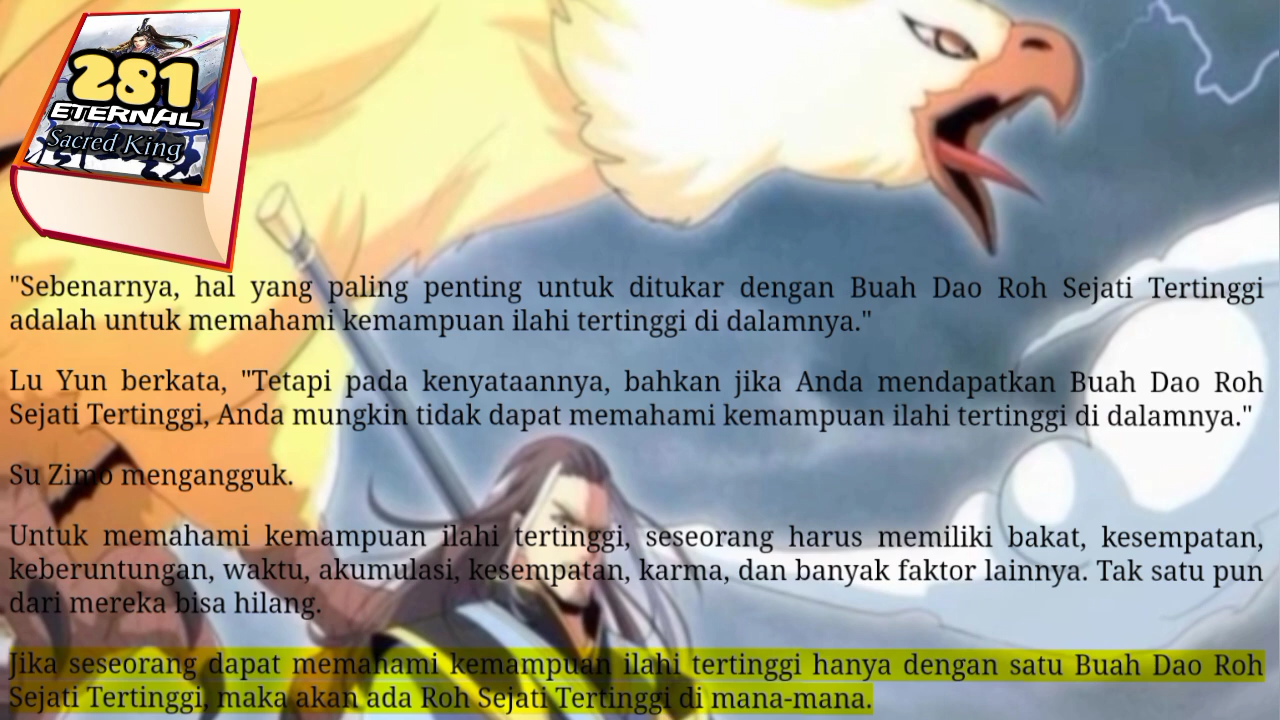 281
ETERNAL
Sacred King
"Sebenarnya, hal yang paling penting untuk ditukar dengan Buah Dao Roh Sejati Tertinggi
adalah untuk memahami kemampuan ilahi tertinggi di dalamnya."
Lu Yun berkata, "Tetapi pada kenyataannya, bahkan jika Anda mendapatkan Buah Dao Roh
Sejati Tertinggi, Anda mungkin tidak dapat memahami kemampuan ilahi tertinggi di dalamnya."
Su Zimo mengangguk.
Untuk memahami kemampuan ilahi tertinggi, seseorang harus memiliki bakat, kesempatan,
keberuntungan, waktu, akumulasi, kesempatan, karma, dan banyak faktor lainnya. Tak satu pun
dari mereka bisa hilang.
Jika seseorang dapat memahami kemampuan ilahi tertinggi hanya dengan satu Buah Dao Roh
Sejati Tertinggi, maka akan ada Roh Sejati Tertinggi di mana-mana.